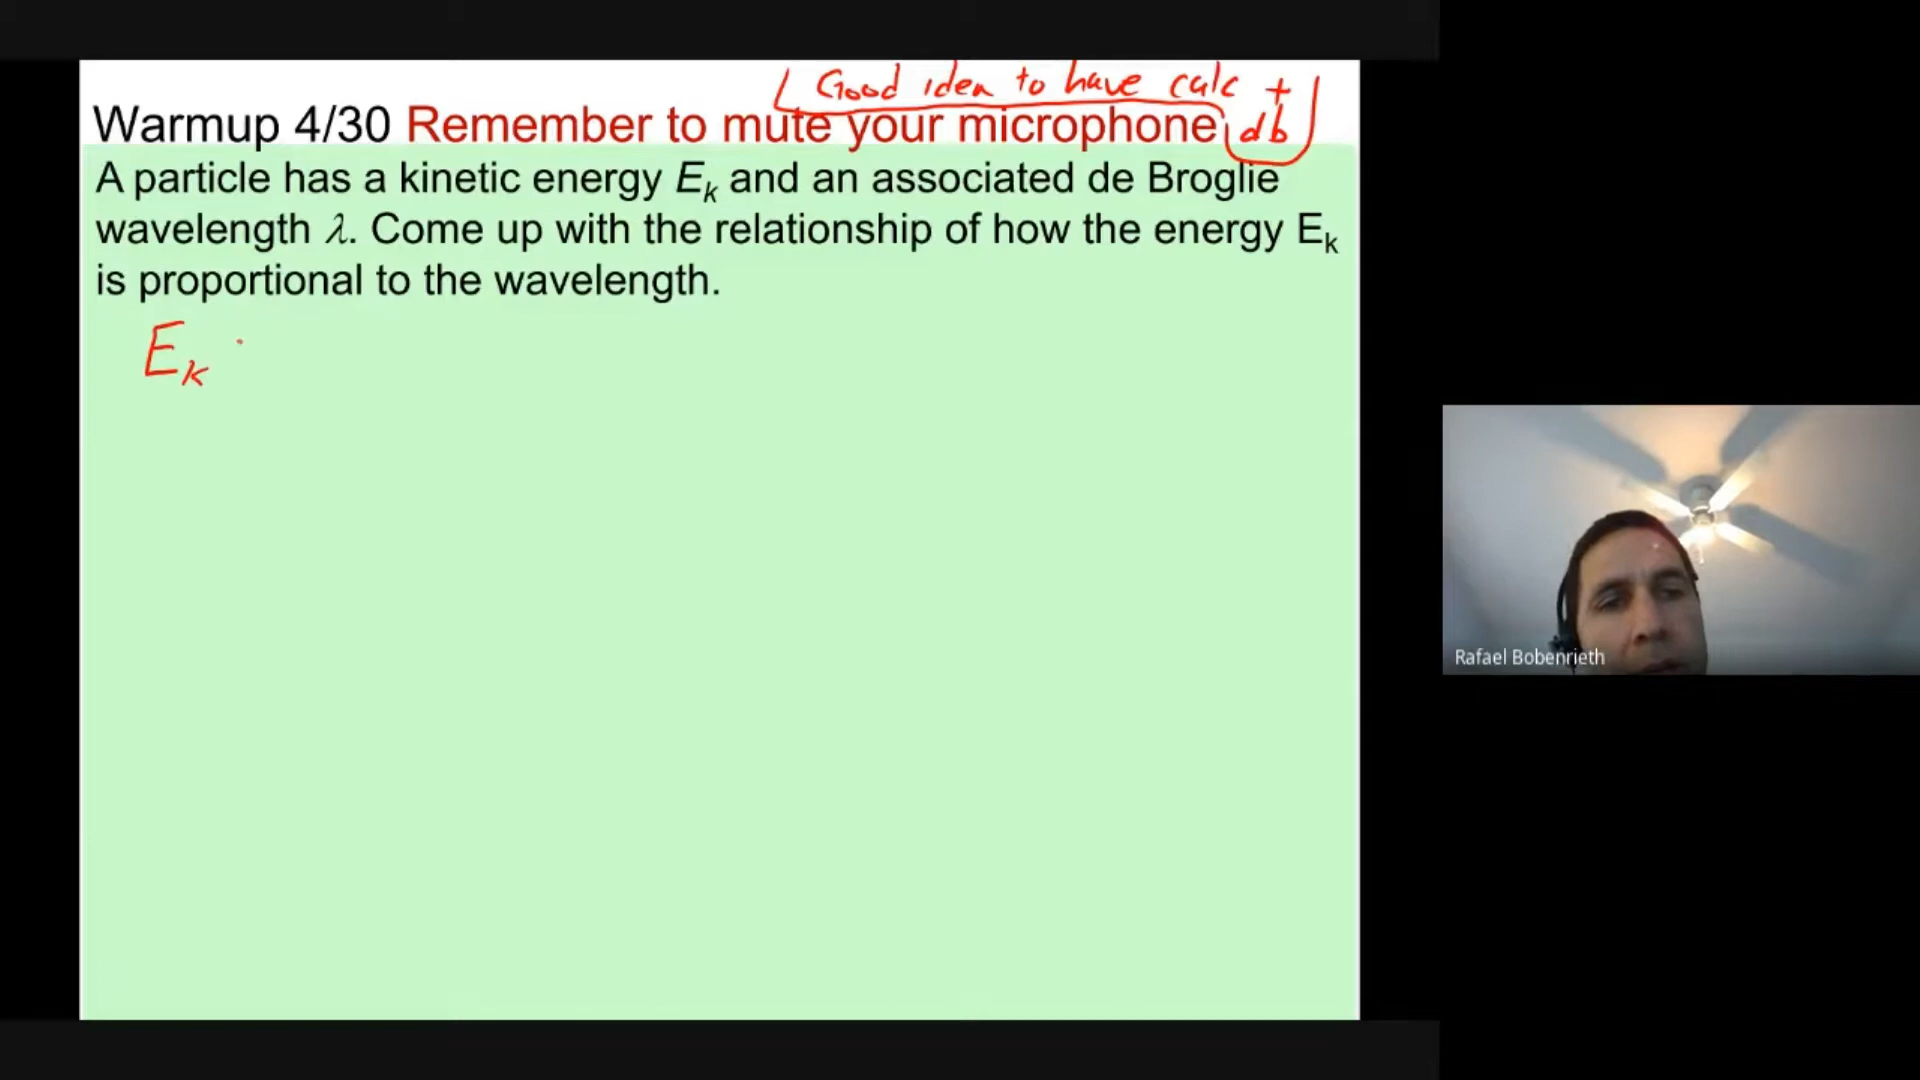 Good idea to have calc +
Warmup 4/30 Remember to mute your microphone db
A particle has a kinetic energy Ek and an associated de Broglie
wavelength λ. Come up with the relationship of how the energy Ek
is proportional to the wavelength.
Ek
Rafael Bobenrieth